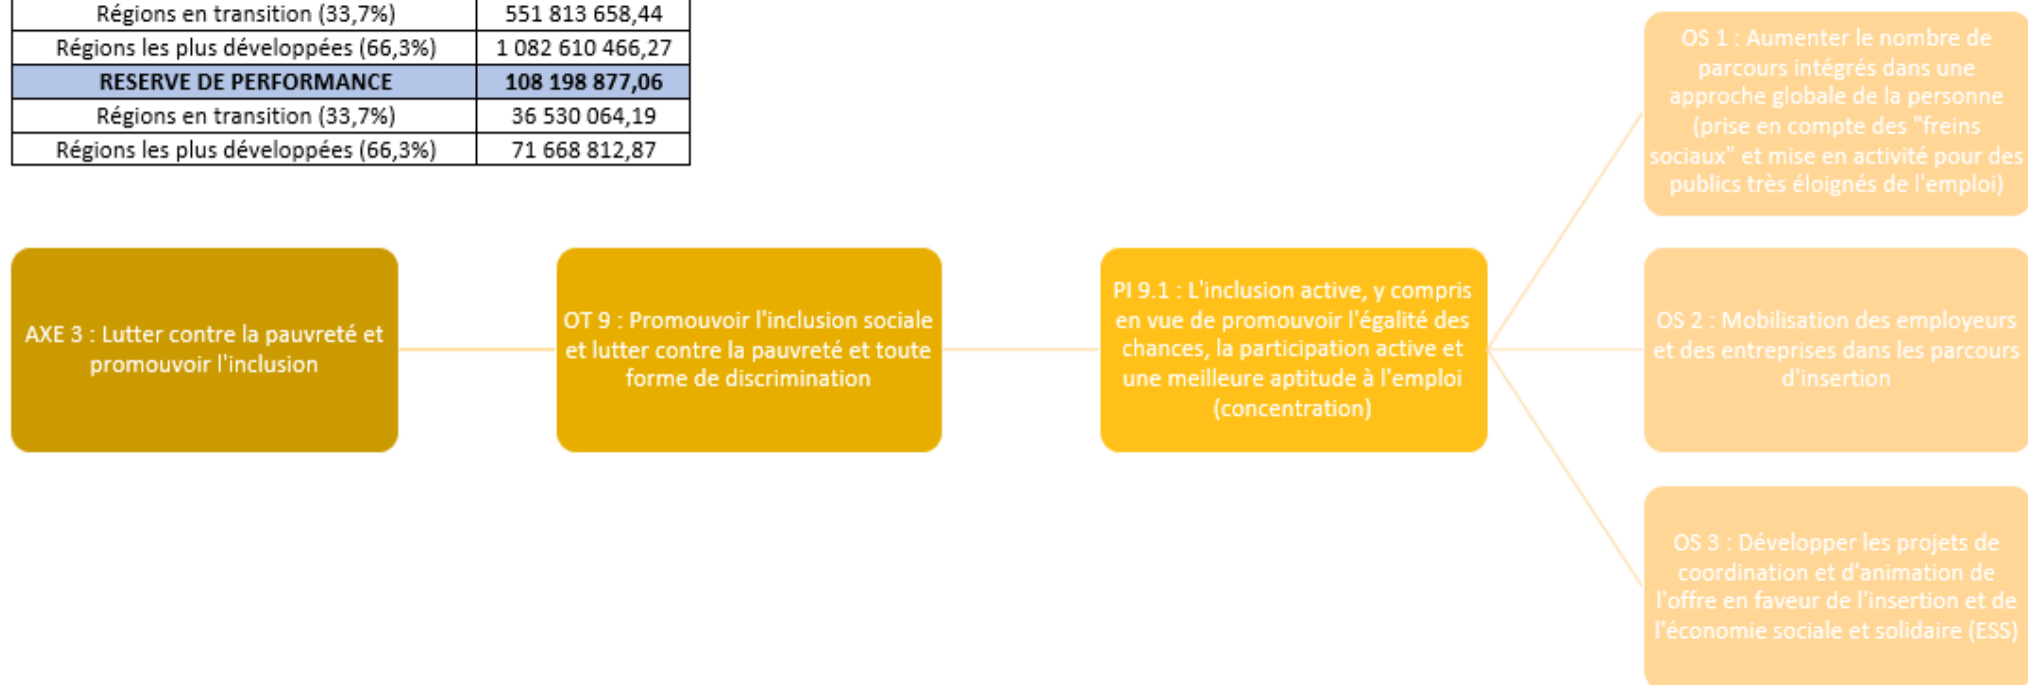 Régions en transition (33,7%) 551 813 658,44
Régions les plus développées (66,3%) 1 082 610 466,27
RESERVE DE PERFORMANCE 108 198 877,06
Régions en transition (33,7%) 36 530 064,19
Régions les plus développées (66,3%) 71 668 812,87
AXE 3 : Lutter contre la pauvreté et
promouvoir l'inclusion
OT 9 : Promouvoir l'inclusion sociale
et lutter contre la pauvreté et toute
forme de discrimination
PI 9.1 : L'inclusion active, y compris
en vue de promouvoir l'égalité des
chances, la participation active et
une meilleure aptitude à l'emploi
(concentration)
OS 1 : Aumenter le nombre de
parcours intégrés dans une
approche globale de la personne
(prise en compte des "freins
sociaux" et mise en activité pour des
publics très éloignés de l'emploi)
OS 2 : Mobilisation des employeurs
et des entreprises dans les parcours
d'insertion
OS 3 : Développer les projets de
coordination et d'animation de
l'offre en faveur de l'insertion et de
l'économie sociale et solidaire (ESS)